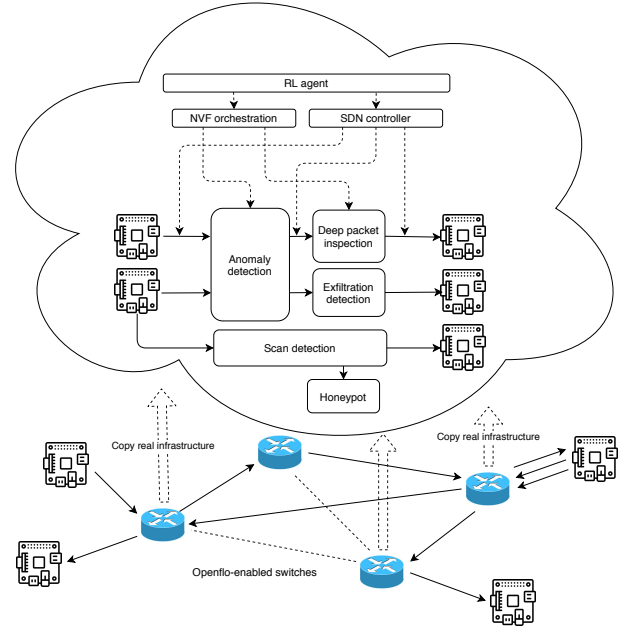 RL agent
NVF orchestration
SDN controller
Anomaly
detection
Deep packet
inspection
Exfiltration
detection
Scan detection
Honeypot
Copy real infrastructure
Copy real infrastructure
Openflo-enabled switches